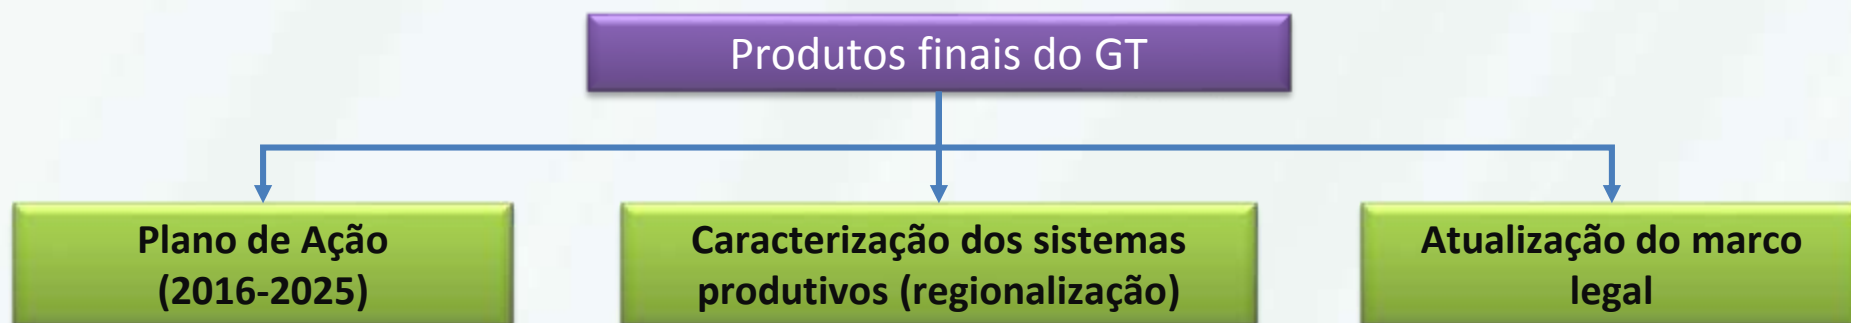 Produtos finais do GT
Plano de Ação
(2016-2025)
Caracterização dos sistemas
produtivos (regionalização)
Atualização do marco
legal